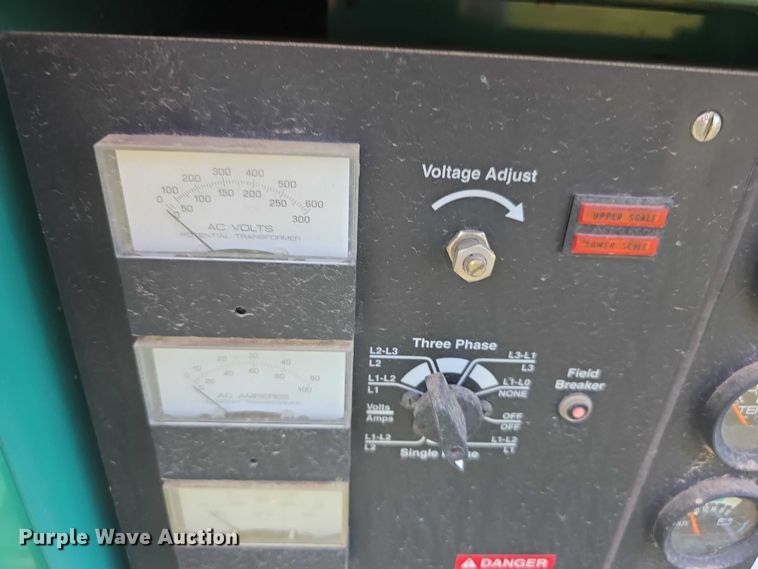 0 100 200 300 400 500 600
0 50 100 150 200 250 300
AC VOLTS
POTENTIAL TRANSFORMER
Voltage Adjust
UPPER SCALE
LOWER SCALE
0 10 20 30 40 50
0 20 40 60 80 100
AC AMPERES
Three Phase
L2-L3
L2
L3-L1
L3
L1-L2
L1
L1-L0
NONE
Volts
Amps
OFF
OFF
L1-L2
L2
L1-L2
L1
Single
Field
Breaker
DANGER
Purple Wave Auction